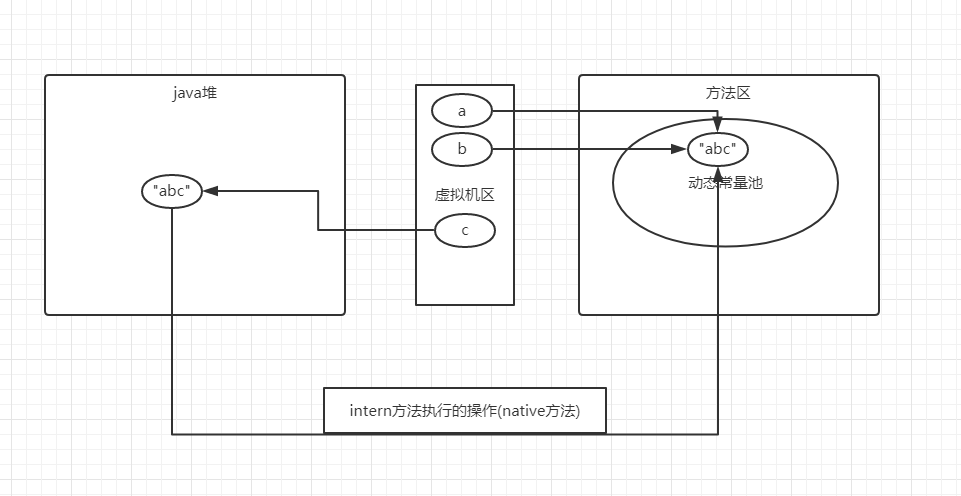 java堆
"abc"
a
b
虚拟机区
c
方法区
"abc"
动态常量池
intern方法执行的操作(native方法)